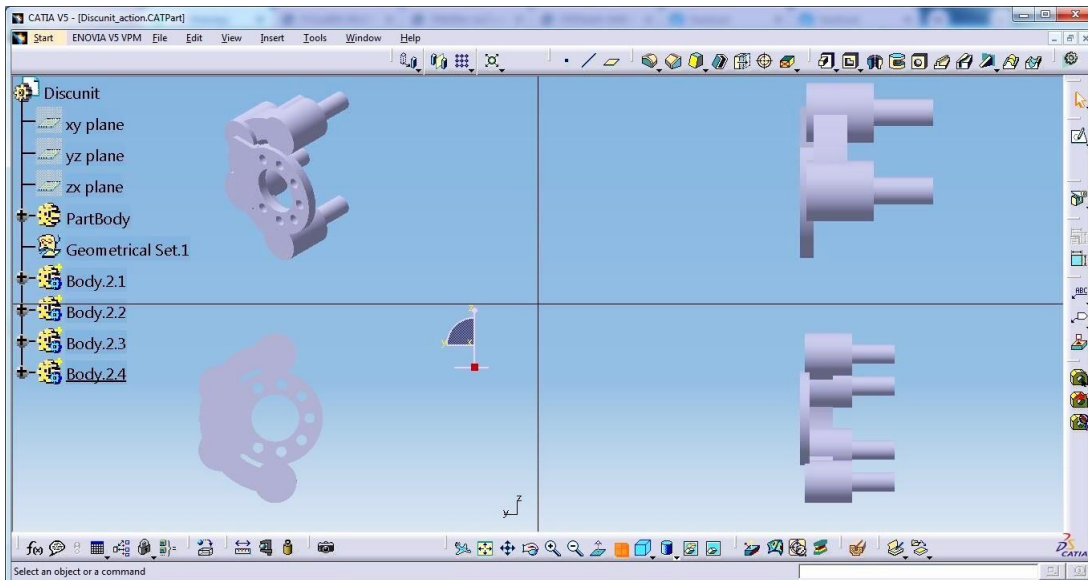 CATIA V5 - [Discunit_action.CATPart]
Start ENOVIA V5 VPM File Edit View Insert Tools Window Help
Discunit
xy plane
yz plane
zx plane
PartBody
Geometrical Set.1
Body.2.1
Body.2.2
Body.2.3
Body.2.4
z
y x
z
y
ABC
f(x)
CATIA
Select an object or a command